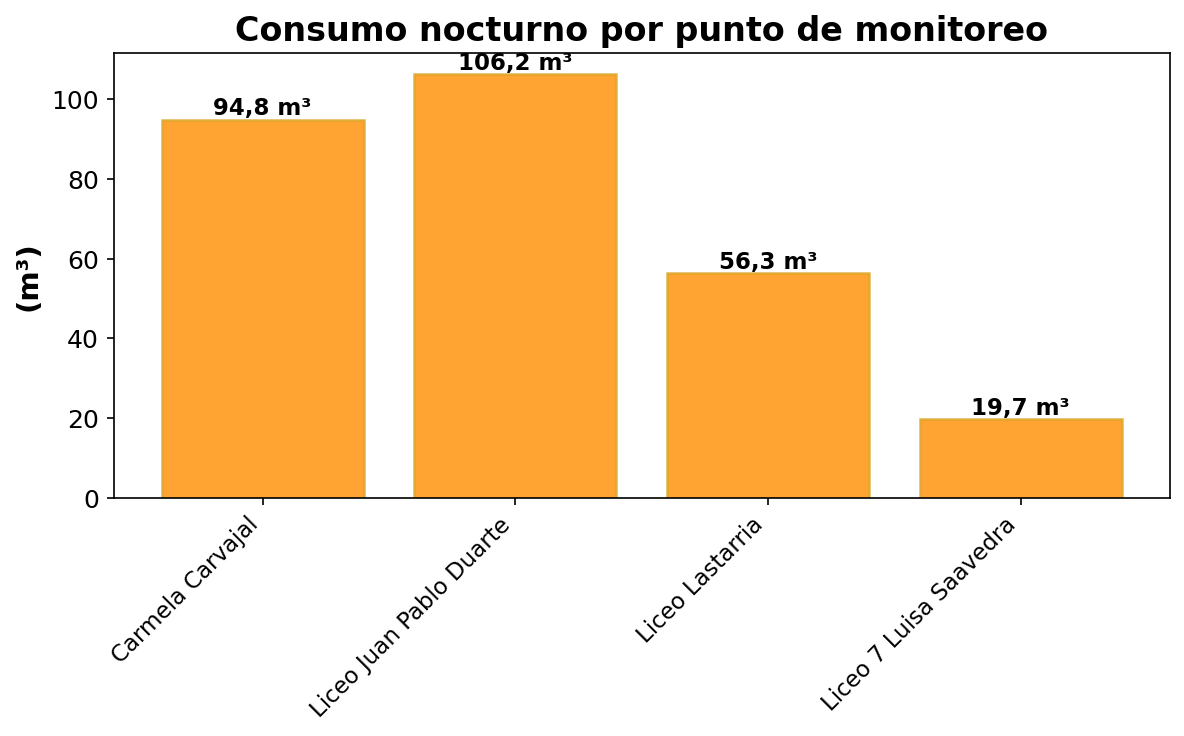 Consumo nocturno por punto de monitoreo
(m³)
100
80
60
40
20
0
94,8 m³
106,2 m³
56,3 m³
19,7 m³
Carmela Carvajal
Liceo Juan Pablo Duarte
Liceo Lastarria
Liceo 7 Luisa Saavedra